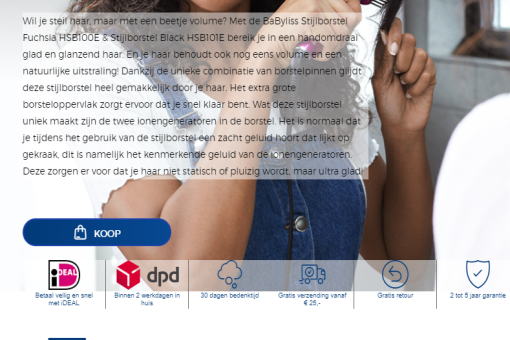 Wil je steil haar, maar met een beetje volume? Met de BaByliss Stijlborstel
Fuchsia HSB100E & Stijlborstel Black HSB101E bereik je in een handomdraai
glad en glanzend haar. En je haar behoudt ook nog eens volume en een
natuurlijke uitstraling! Dankzij de unieke combinatie van borstelpinnen glijdt
deze stijlborstel heel gemakkelijk door je haar. Het extra grote
borsteloppervlak zorgt ervoor dat je snel klaar bent. Wat deze stijlborstel
uniek maakt zijn de twee ionengeneratoren in de borstel. Het is normaal dat
je tijdens het gebruik van de stijlborstel een zacht geluid hoort dat lijkt op
gekraak, dit is namelijk het kenmerkende geluid van de ionengeneratoren.
Deze zorgen er voor dat je haar niet statisch of pluizig wordt, maar ultra glad!
KOOP
iDEAL
dpd
Betaal veilig en snel
met iDEAL
Binnen 2 werkdagen in
huis
30 dagen bedenktijd
Gratis verzending vanaf
€ 25,-
Gratis retour
2 tot 5 jaar garantie